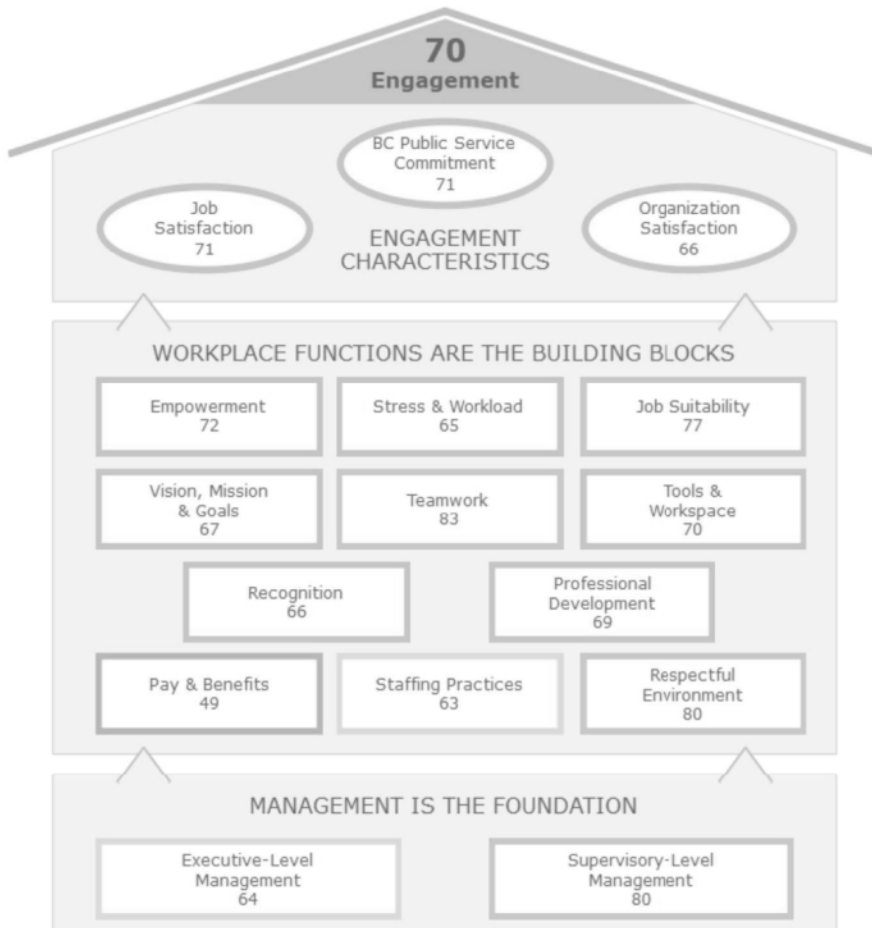 70
Engagement
BC Public Service
Commitment
71
Job
Satisfaction
71
Organization
Satisfaction
66
ENGAGEMENT
CHARACTERISTICS
WORKPLACE FUNCTIONS ARE THE BUILDING BLOCKS
Empowerment
72
Stress & Workload
65
Job Suitability
77
Vision, Mission
& Goals
67
Teamwork
83
Tools &
Workspace
70
Recognition
66
Professional
Development
69
Pay & Benefits
49
Staffing Practices
63
Respectful
Environment
80
MANAGEMENT IS THE FOUNDATION
Executive-Level
Management
64
Supervisory-Level
Management
80